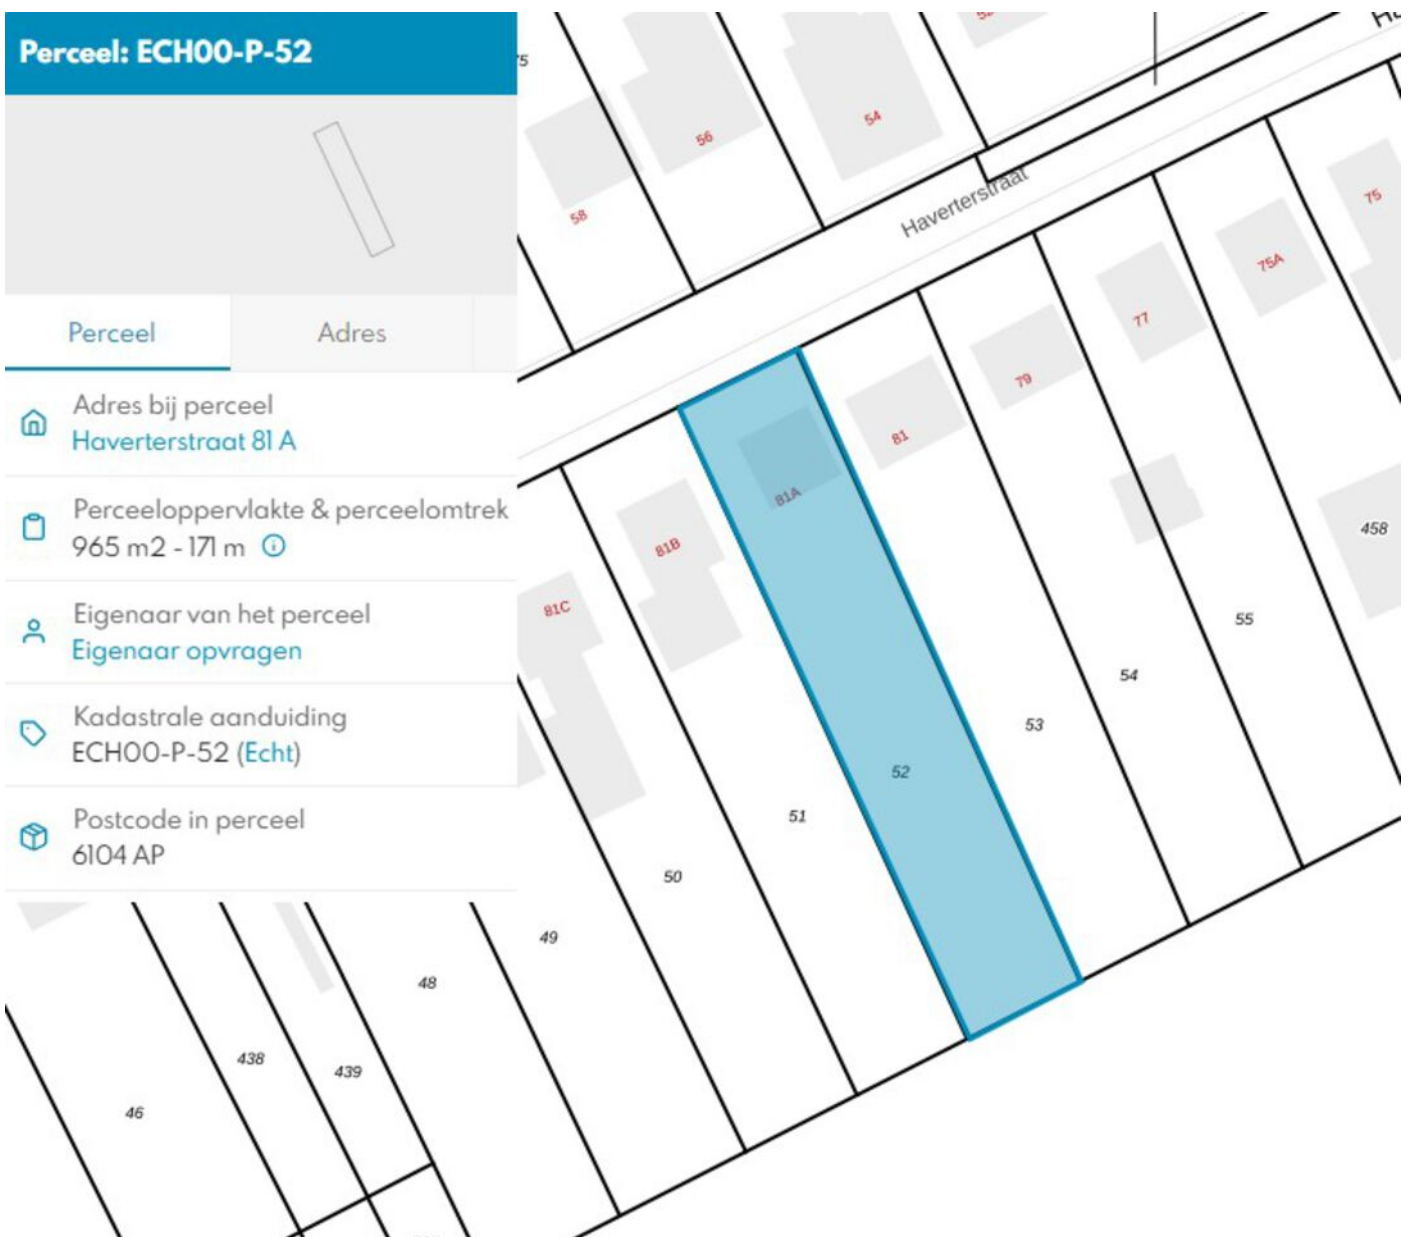 Perceel: ECH00-P-52
Perceel
Adres
Adres bij perceel
Haverterstraat 81 A
Perceeloppervlakte & perceelomtrek
965 m2 - 171 m
Eigenaar van het perceel
Eigenaar opvragen
Kadastrale aanduiding
ECH00-P-52 (Echt)
Postcode in perceel
6104 AP
56
54
58
Haverterstraat
75
75A
77
79
81
81A
81B
81C
458
55
54
53
52
51
50
49
48
439
438
46